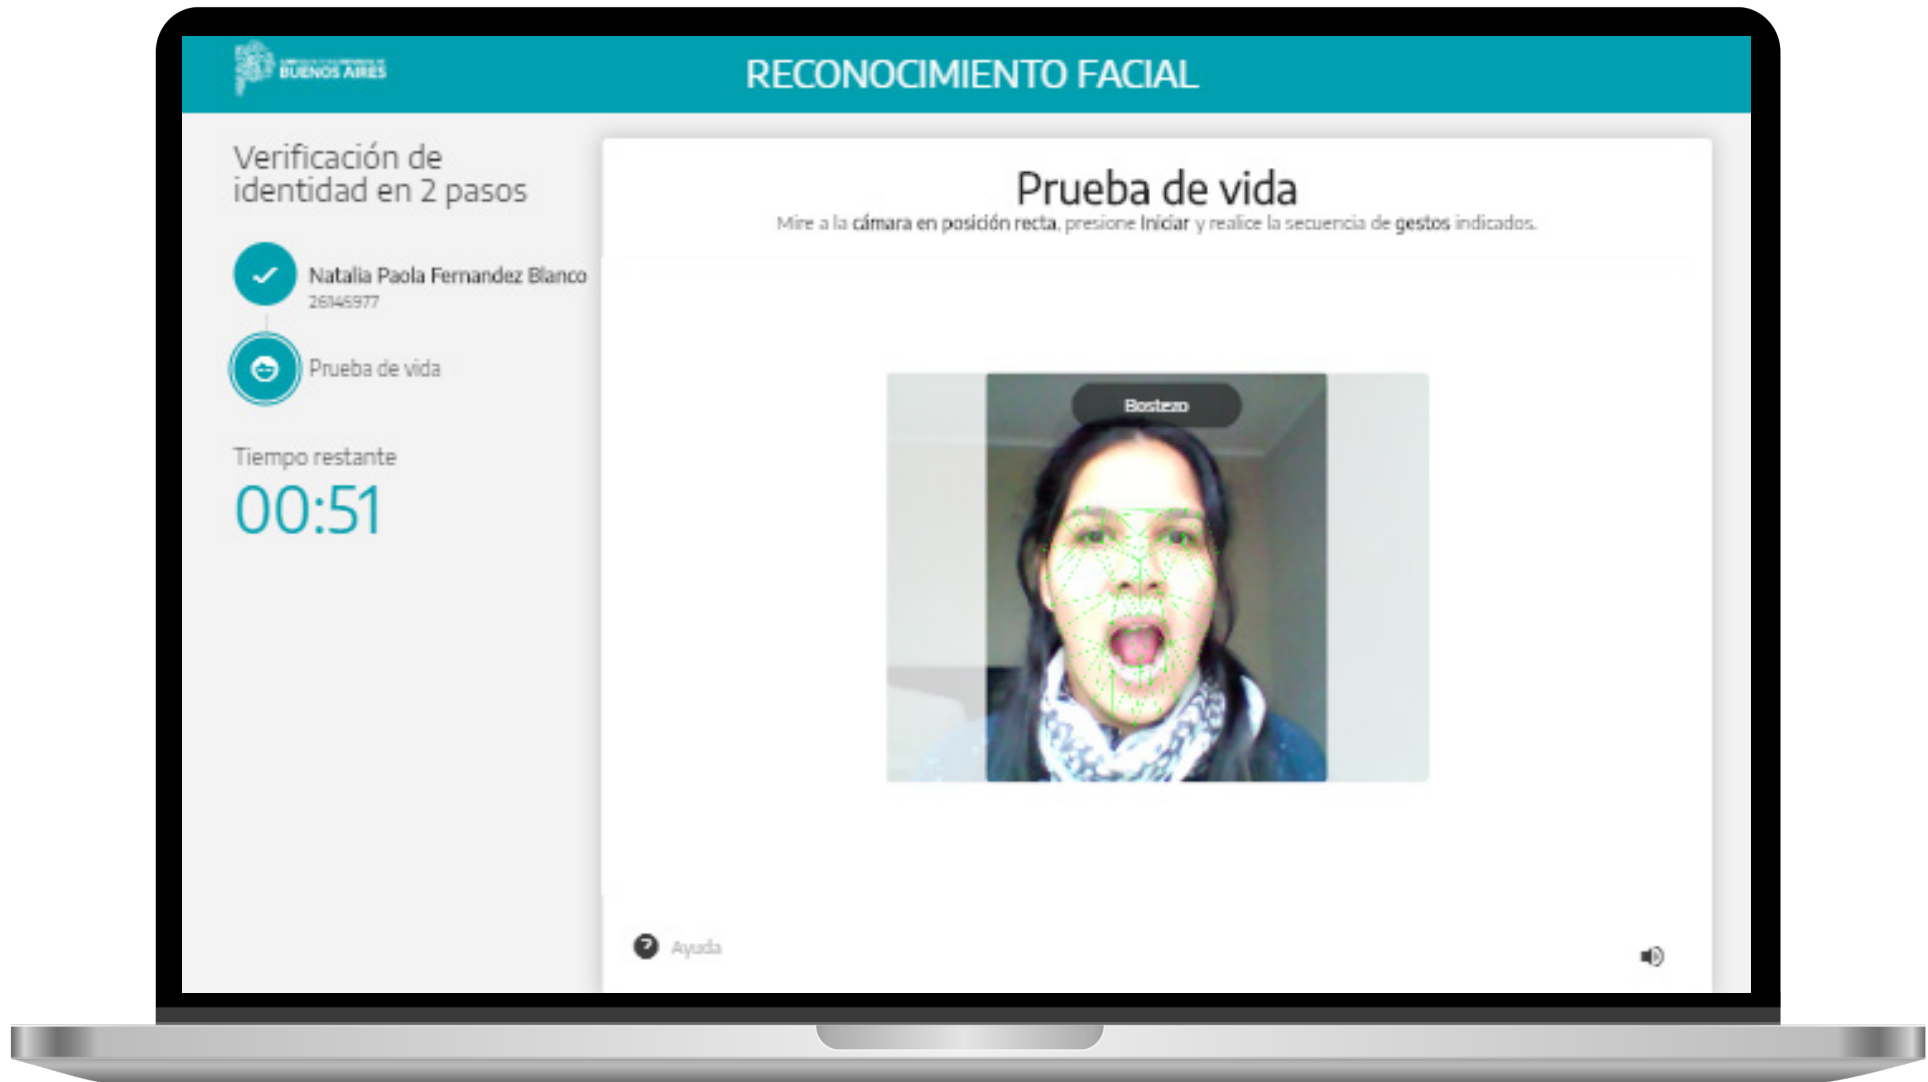 BUENOS AIRES
RECONOCIMIENTO FACIAL
Verificación de
identidad en 2 pasos
Natalia Paola Fernandez Blanco
Prueba de vida
Tiempo restante
00:51
Prueba de vida
Mire a la cámara en posición recta, presione Iniciar y realice la secuencia de gestos indicados.
Bostezo
Ayuda